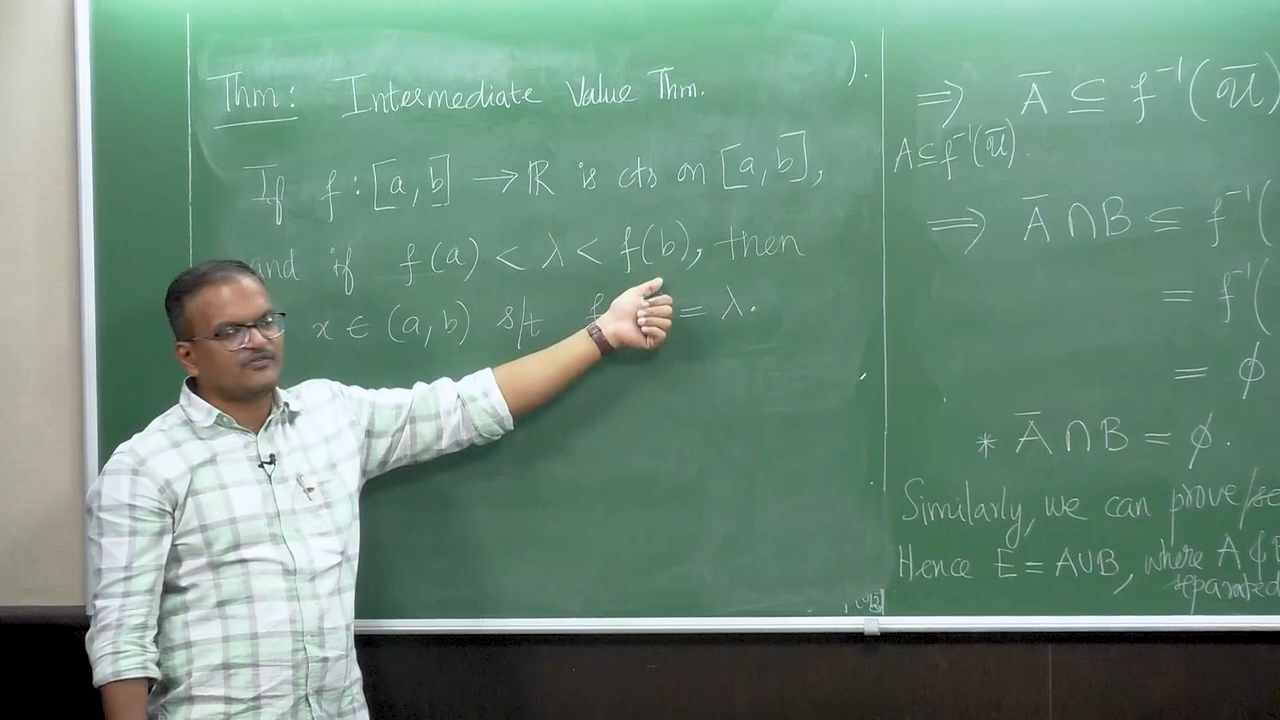 Thm: Intermediate Value Thm.
If f : [a, b] → ℝ is cts on [a, b],
and if f(a) < λ < f(b), then
x ∈ (a, b) s/t f = λ.
).
⟹ A̅ ⊆ f⁻¹(U̅)
A ⊆ f⁻¹(U̅).
⟹ A̅ ∩ B ⊆ f⁻¹(
= f⁻¹(
= ϕ
* A̅ ∩ B = ϕ.
Similarly, we can prove/
Hence E = A∪B, where A &
separated